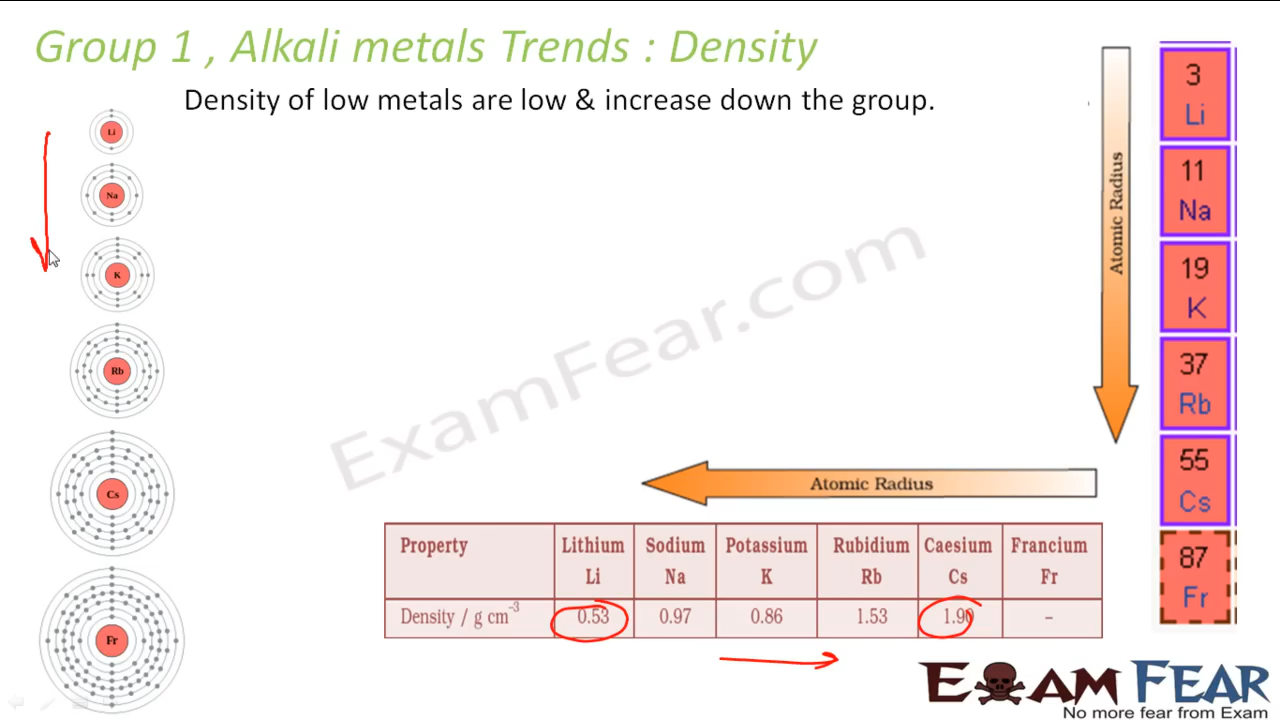 Group 1 , Alkali metals Trends : Density
Density of low metals are low & increase down the group.
Li
Na
K
Rb
Cs
Fr
ExamFear.com
Atomic Radius
3
Li
11
Na
19
K
37
Rb
55
Cs
87
Fr
Atomic Radius
Property Lithium Sodium Potassium Rubidium Caesium Francium
Li Na K Rb Cs Fr
Density / g cm⁻³ 0.53 0.97 0.86 1.53 1.90 –
EXAM FEAR
No more fear from Exam